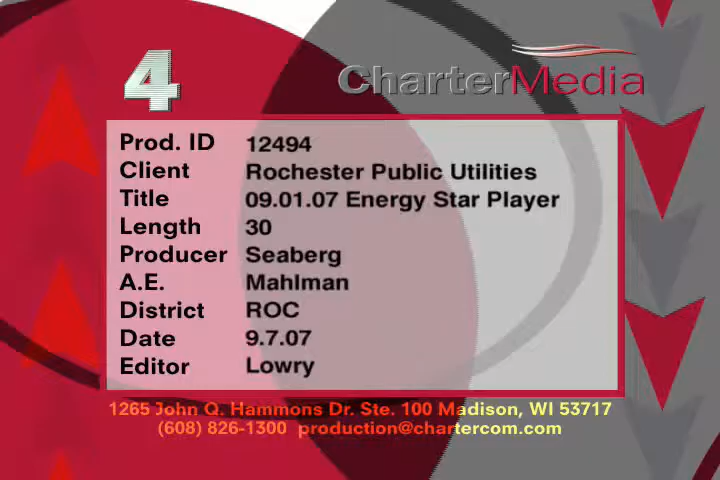 4
CharterMedia
Prod. ID 12494
Client Rochester Public Utilities
Title 09.01.07 Energy Star Player
Length 30
Producer Seaberg
A.E. Mahlman
District ROC
Date 9.7.07
Editor Lowry
1265 John Q. Hammons Dr. Ste. 100 Madison, WI 53717
(608) 826-1300 production@chartercom.com